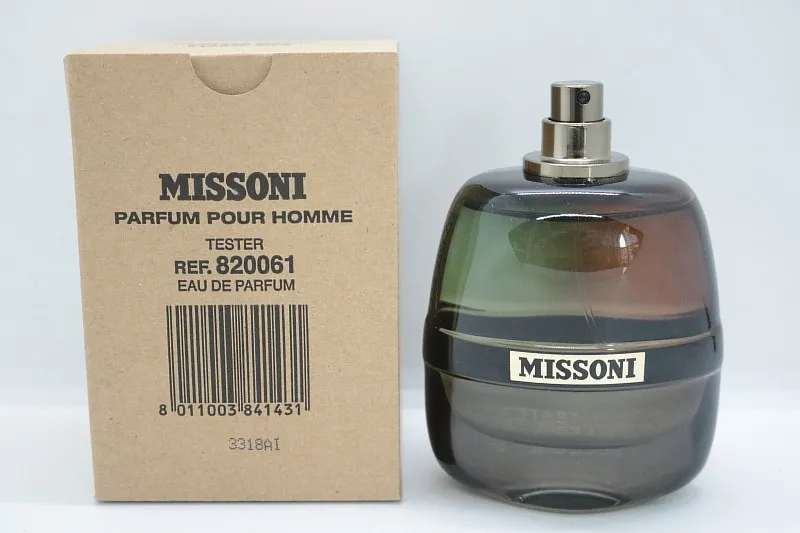 MISSONI
PARFUM POUR HOMME
TESTER
REF. 820061
EAU DE PARFUM
8 011003 841431
3318AI
MISSONI